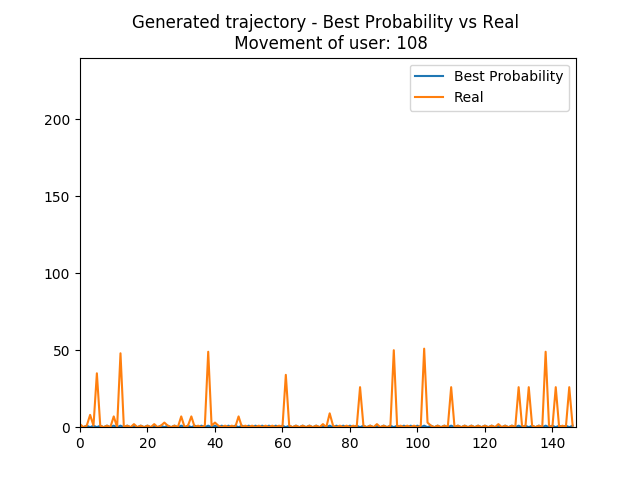 Generated trajectory - Best Probability vs Real
Movement of user: 108
Best Probability
Real
200
150
100
50
0
0 20 40 60 80 100 120 140